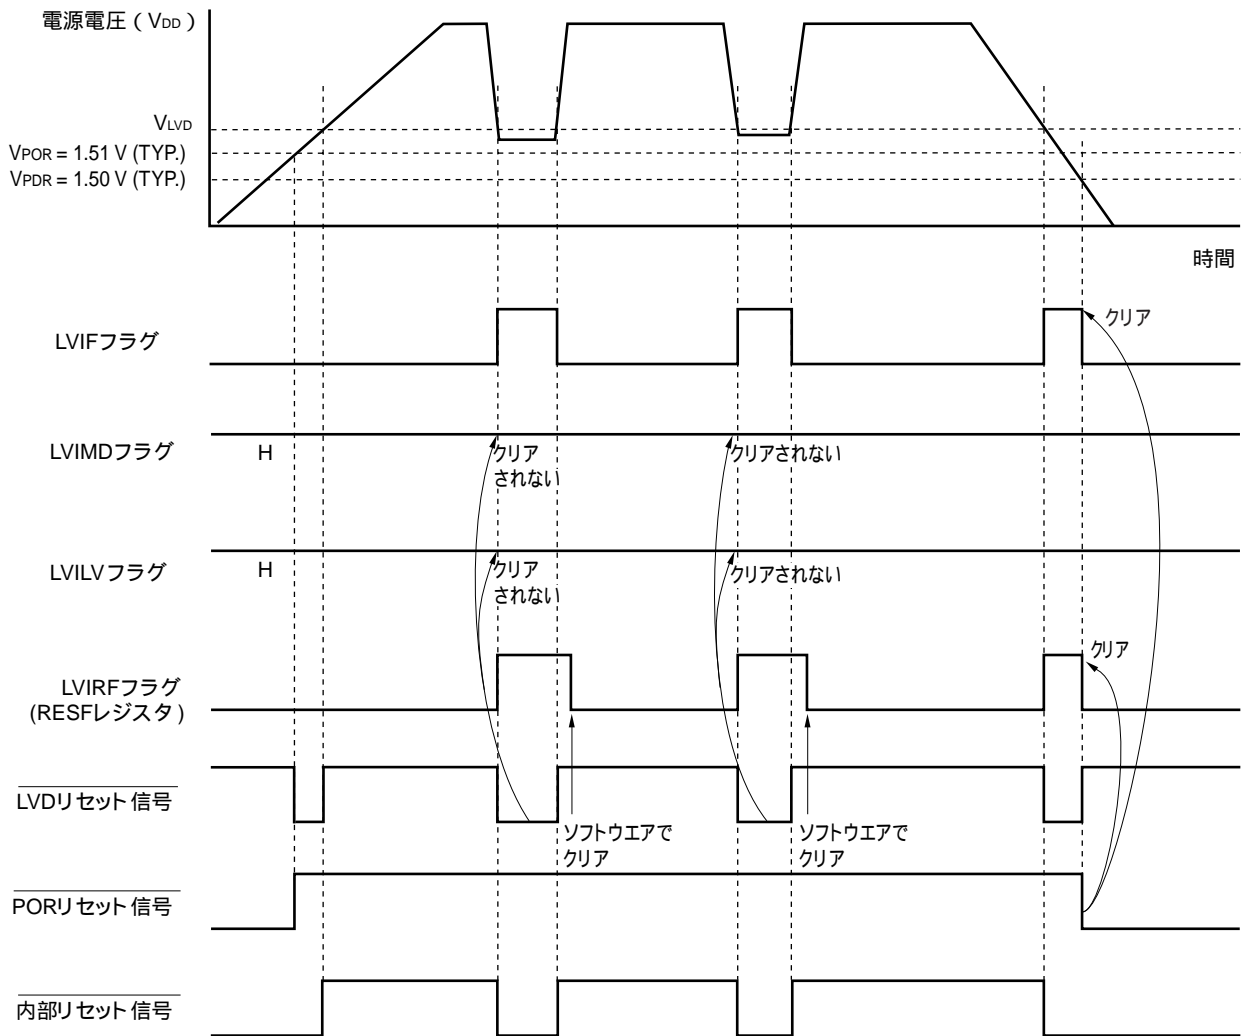 電源電圧（VDD）
VLVD
VPOR = 1.51 V (TYP.)
VPDR = 1.50 V (TYP.)
時間
LVIFフラグ
クリア
LVIMDフラグ
H
クリア
されない
クリアされない
LVILVフラグ
H
クリア
されない
クリアされない
LVIRFフラグ
(RESFレジスタ)
クリア
LVDリセット信号
ソフトウエアで
クリア
ソフトウエアで
クリア
PORリセット信号
内部リセット信号